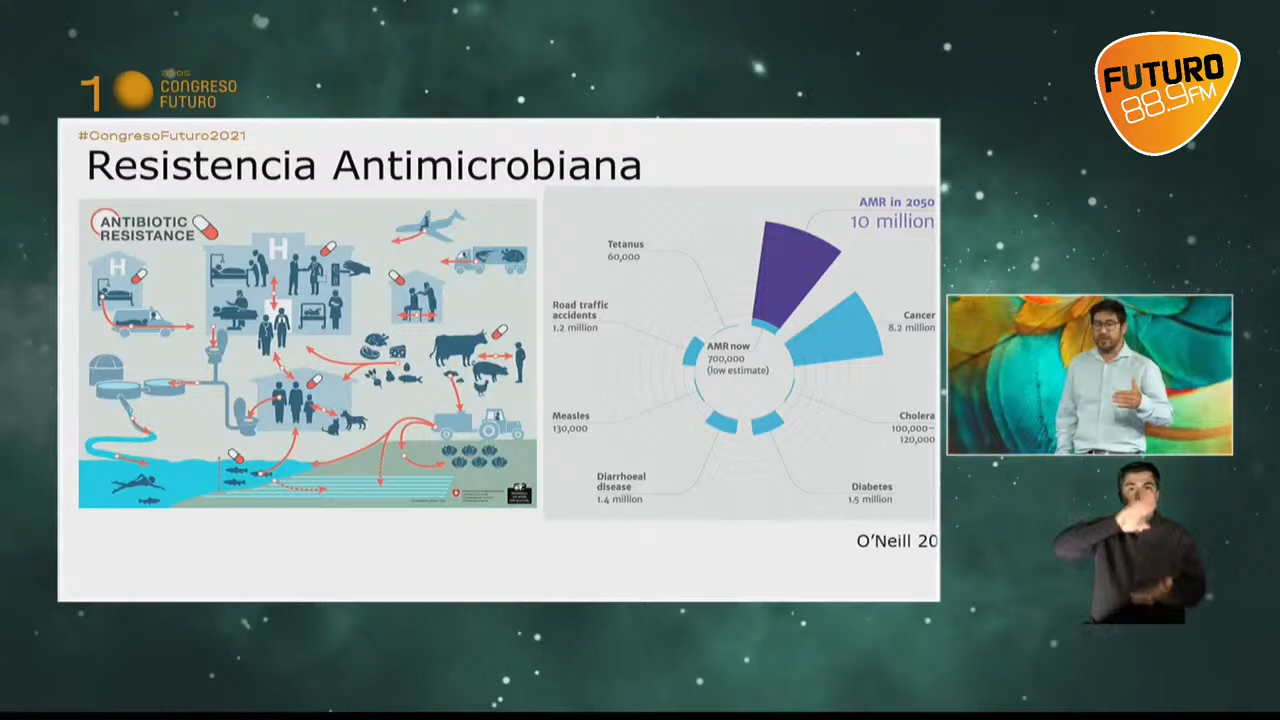 FUTURO
88.9FM
10 AÑOS
CONGRESO
FUTURO
#CongresoFuturo2021
Resistencia Antimicrobiana
ANTIBIOTIC
RESISTANCE
H
H
AMR in 2050
10 million
Tetanus
60,000
Road traffic
accidents
1.2 million
Cancer
8.2 million
AMR now
700,000
(low estimate)
Measles
130,000
Cholera
100,000–
120,000
Diarrhoeal
disease
1.4 million
Diabetes
1.5 million
O'Neill 20